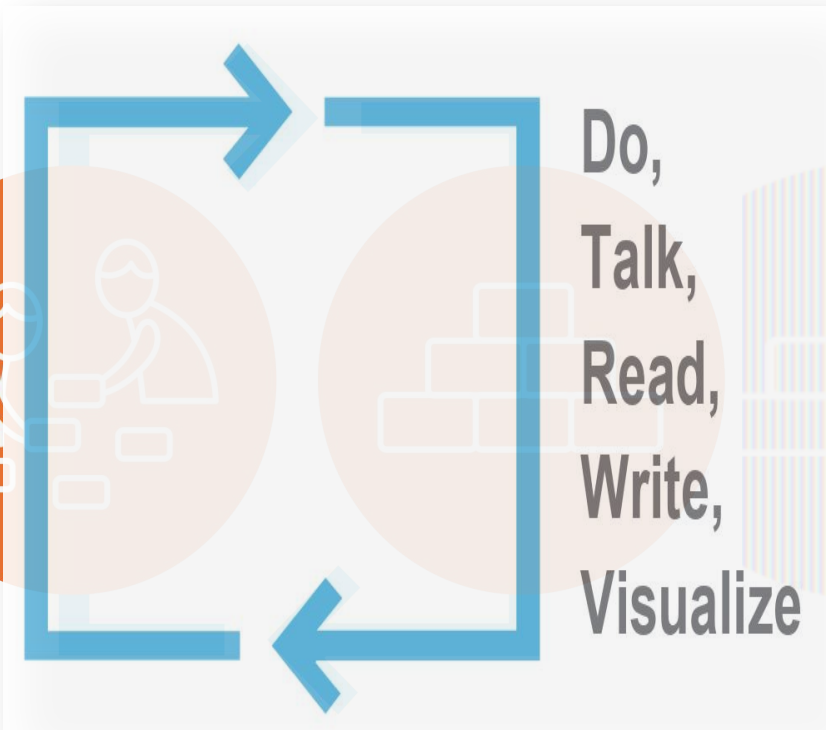 Do,
Talk,
Read,
Write,
Visualize